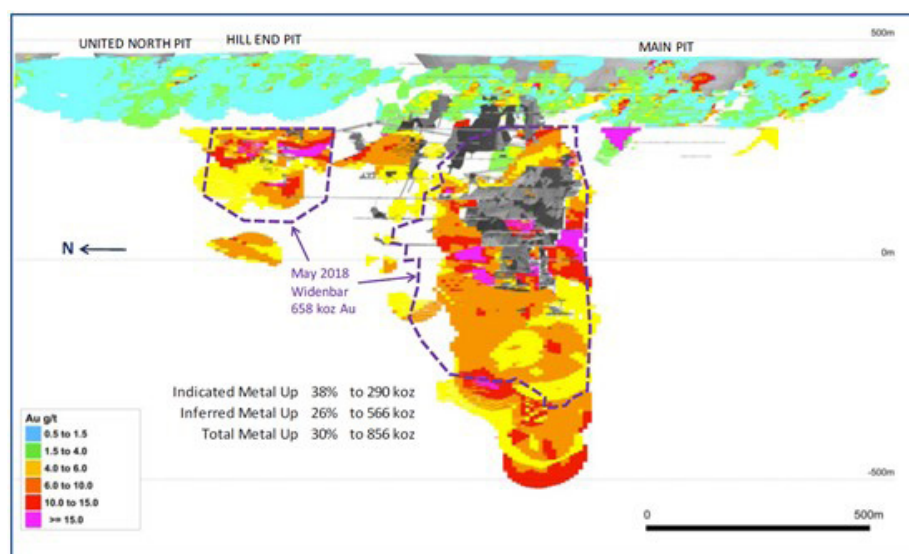 500m
UNITED NORTH PIT
HILL END PIT
MAIN PIT
N
0m
May 2018
Widenbar
658 koz Au
Indicated Metal Up 38% to 290 koz
Inferred Metal Up 26% to 566 koz
Total Metal Up 30% to 856 koz
Au g/t
0.5 to 1.5
1.5 to 4.0
4.0 to 6.0
6.0 to 10.0
10.0 to 15.0
>= 15.0
-500m
0
500m